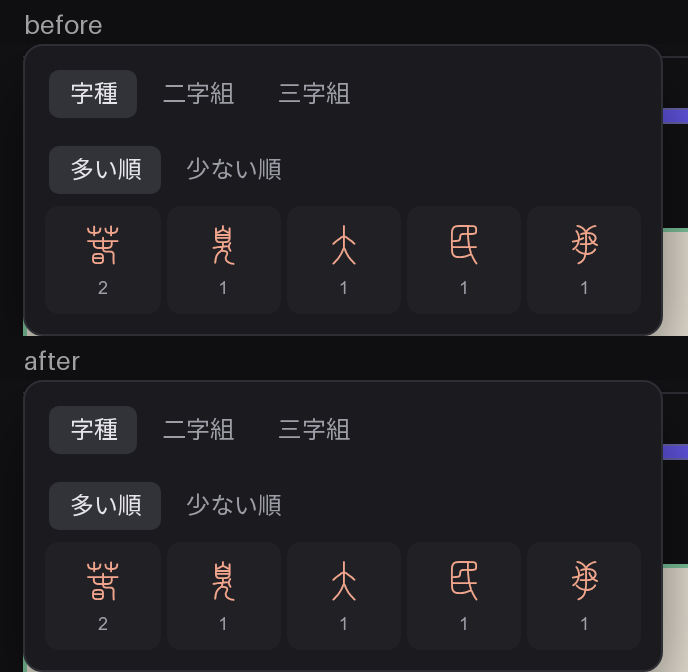 before
字種 二字組 三字組
多い順 少ない順
2 1 1 1 1
after
字種 二字組 三字組
多い順 少ない順
2 1 1 1 1